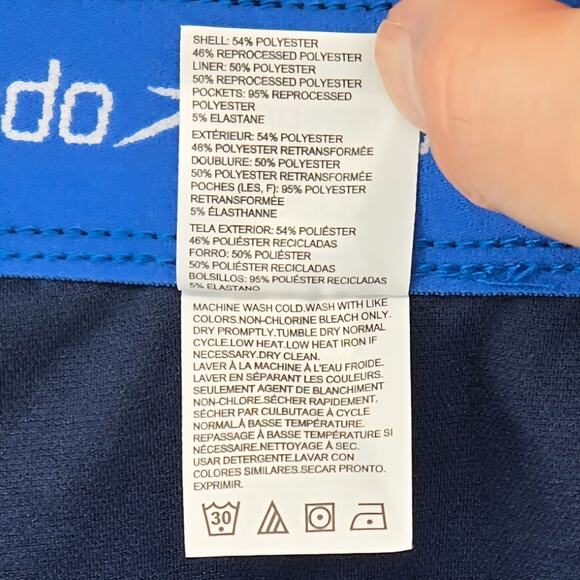 do
SHELL: 54% POLYESTER
46% REPROCESSED POLYESTER
LINER: 50% POLYESTER
50% REPROCESSED POLYESTER
POCKETS: 95% REPROCESSED
POLYESTER
5% ELASTANE
EXTÉRIEUR: 54% POLYESTER
46% POLYESTER RETRANSFORMÉE
DOUBLURE: 50% POLYESTER
50% POLYESTER RETRANSFORMÉE
POCHES (LES, F): 95% POLYESTER
RETRANSFORMÉE
5% ÉLASTHANNE
TELA EXTERIOR: 54% POLIÉSTER
46% POLIÉSTER RECICLADAS
FORRO: 50% POLIÉSTER
50% POLIÉSTER RECICLADAS
BOLSILLOS: 95% POLIÉSTER RECICLADAS
5% ELASTANO
MACHINE WASH COLD.WASH WITH LIKE
COLORS.NON-CHLORINE BLEACH ONLY.
DRY PROMPTLY.TUMBLE DRY NORMAL
CYCLE.LOW HEAT.LOW HEAT IRON IF
NECESSARY.DRY CLEAN.
LAVER À LA MACHINE À L'EAU FROIDE.
LAVER EN SÉPARANT LES COULEURS.
SEULEMENT AGENT DE BLANCHIMENT
NON-CHLORE.SÉCHER RAPIDEMENT.
SÉCHER PAR CULBUTAGE À CYCLE
NORMAL.À BASSE TEMPÉRATURE.
REPASSAGE À BASSE TEMPÉRATURE SI
NÉCESSAIRE.NETTOYAGE À SEC.
USAR DETERGENTE.LAVAR CON
COLORES SIMILARES.SECAR PRONTO.
EXPRIMIR.
30